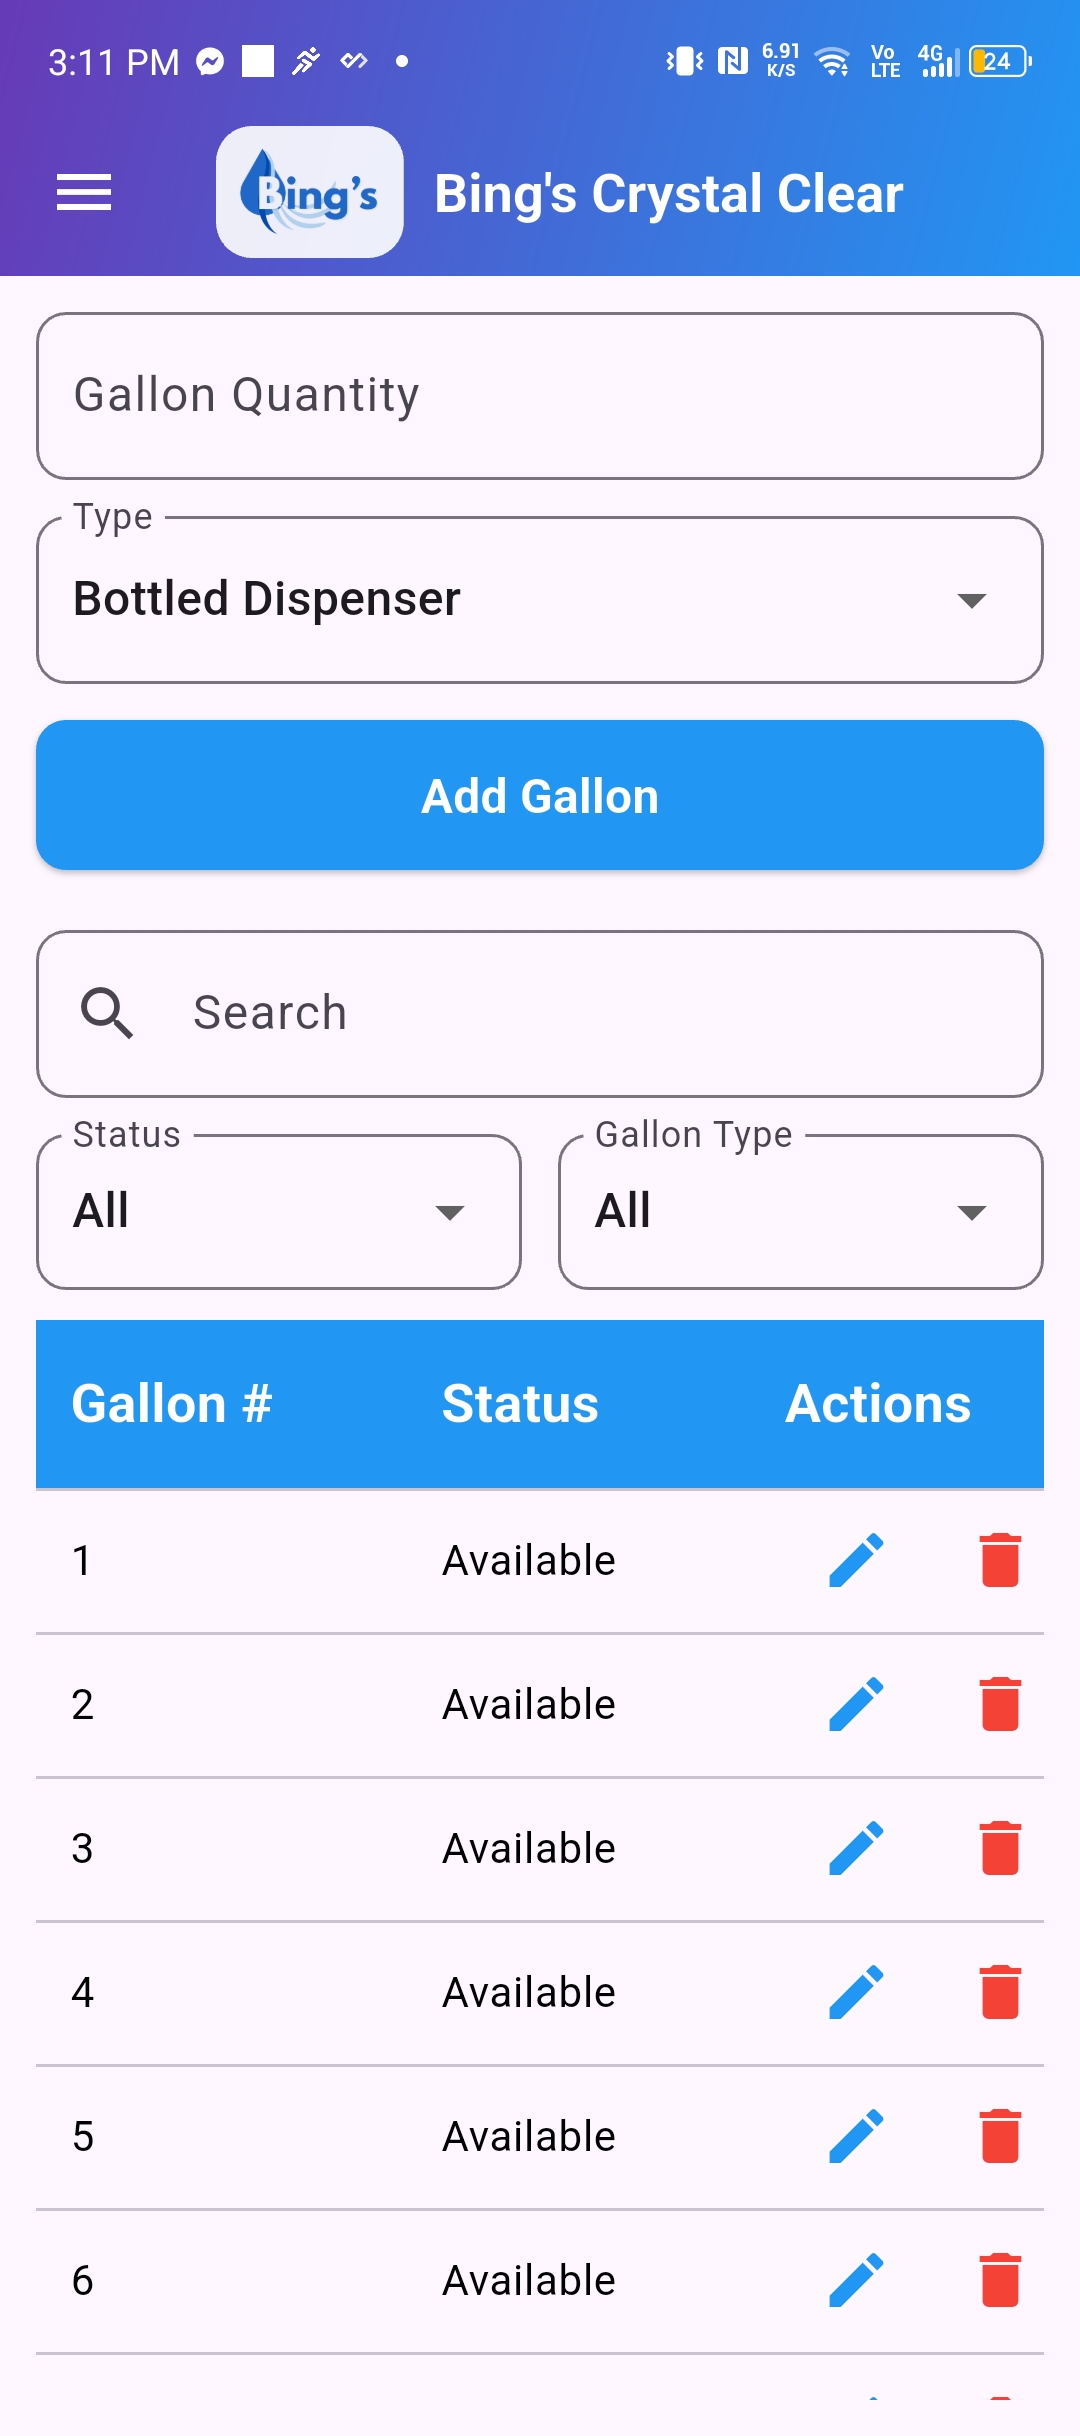 3:11 PM
6.91
K/S
Vo
LTE
4G
24
Bing's
Bing's Crystal Clear
Gallon Quantity
Type
Bottled Dispenser
Add Gallon
Search
Status
Gallon Type
All
All
Gallon # Status Actions
1 Available
2 Available
3 Available
4 Available
5 Available
6 Available